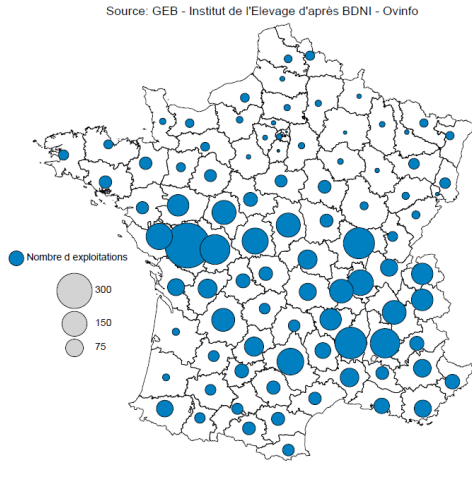 Source: GEB - Institut de l'Elevage d'après BDNI - Ovinfo
Nombre d exploitations
300
150
75